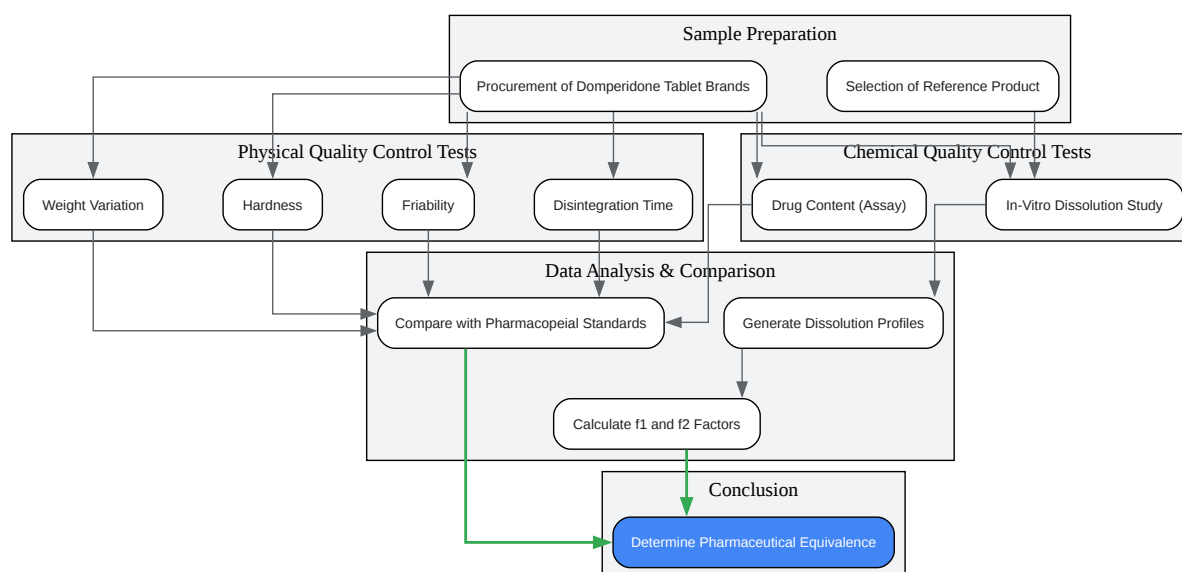 Sample Preparation
Procurement of Domperidone Tablet Brands
Selection of Reference Product
Physical Quality Control Tests
Chemical Quality Control Tests
Weight Variation
Hardness
Friability
Disintegration Time
Drug Content (Assay)
In-Vitro Dissolution Study
Data Analysis & Comparison
Compare with Pharmacopeial Standards
Generate Dissolution Profiles
Calculate f1 and f2 Factors
Conclusion
Determine Pharmaceutical Equivalence